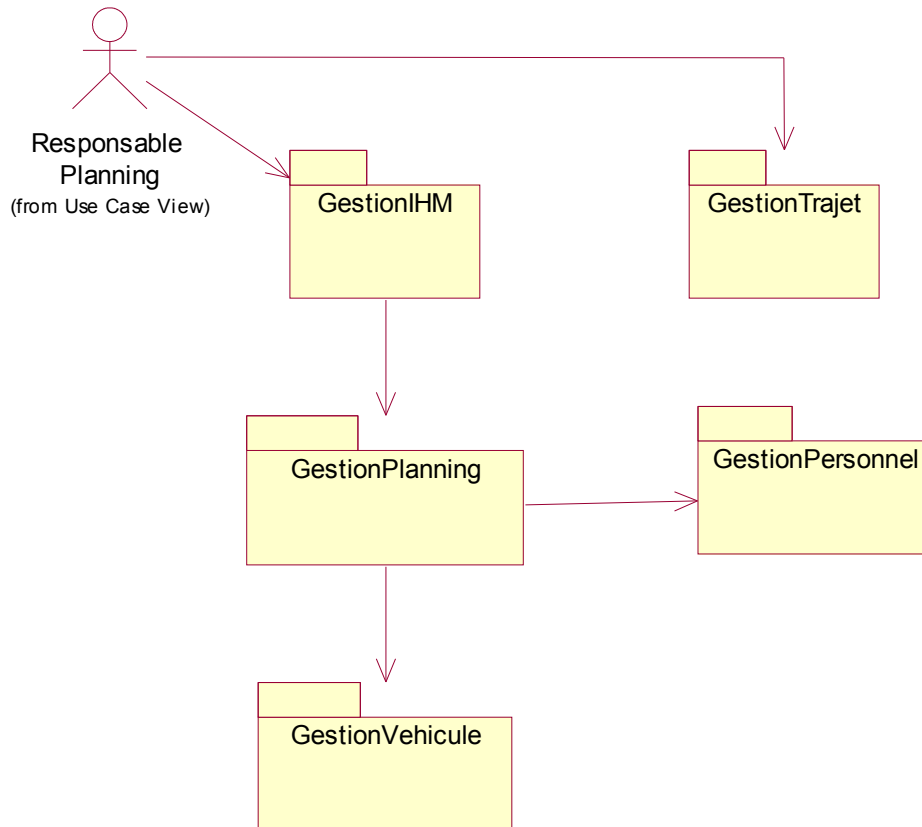 Responsable
Planning
(from Use Case View)
GestionIHM
GestionTrajet
GestionPlanning
GestionPersonnel
GestionVehicule